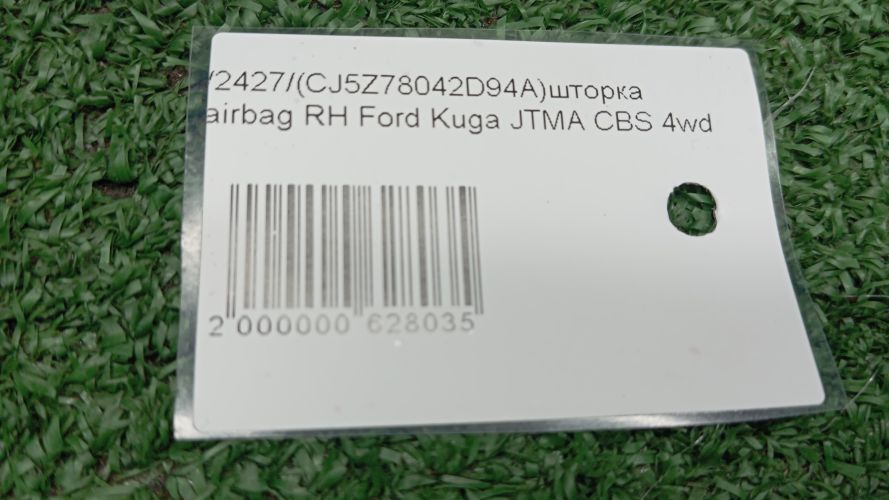 /2427/(CJ5Z78042D94A)шторка
airbag RH Ford Kuga JTMA CBS 4wd
2 000000 628035